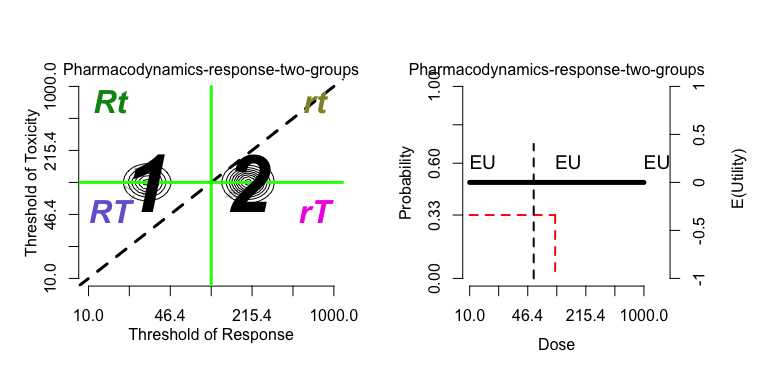 Pharmacodynamics-response-two-groups
Threshold of Toxicity
1000.0
215.4
46.4
10.0
Rt
rt
RT
rT
1
2
10.0
46.4
215.4
1000.0
Threshold of Response
Pharmacodynamics-response-two-groups
Probability
1.00
0.60
0.33
0.00
EU
EU
EU
1
0.5
0
-0.5
-1
E(Utility)
10.0
46.4
215.4
1000.0
Dose